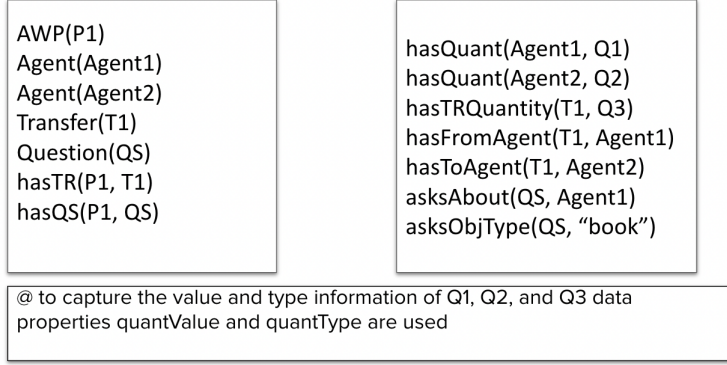 AWP(P1)
Agent(Agent1)
Agent(Agent2)
Transfer(T1)
Question(QS)
hasTR(P1, T1)
hasQS(P1, QS)
hasQuant(Agent1, Q1)
hasQuant(Agent2, Q2)
hasTRQuantity(T1, Q3)
hasFromAgent(T1, Agent1)
hasToAgent(T1, Agent2)
asksAbout(QS, Agent1)
asksObjType(QS, “book”)
@ to capture the value and type information of Q1, Q2, and Q3 data
properties quantValue and quantType are used